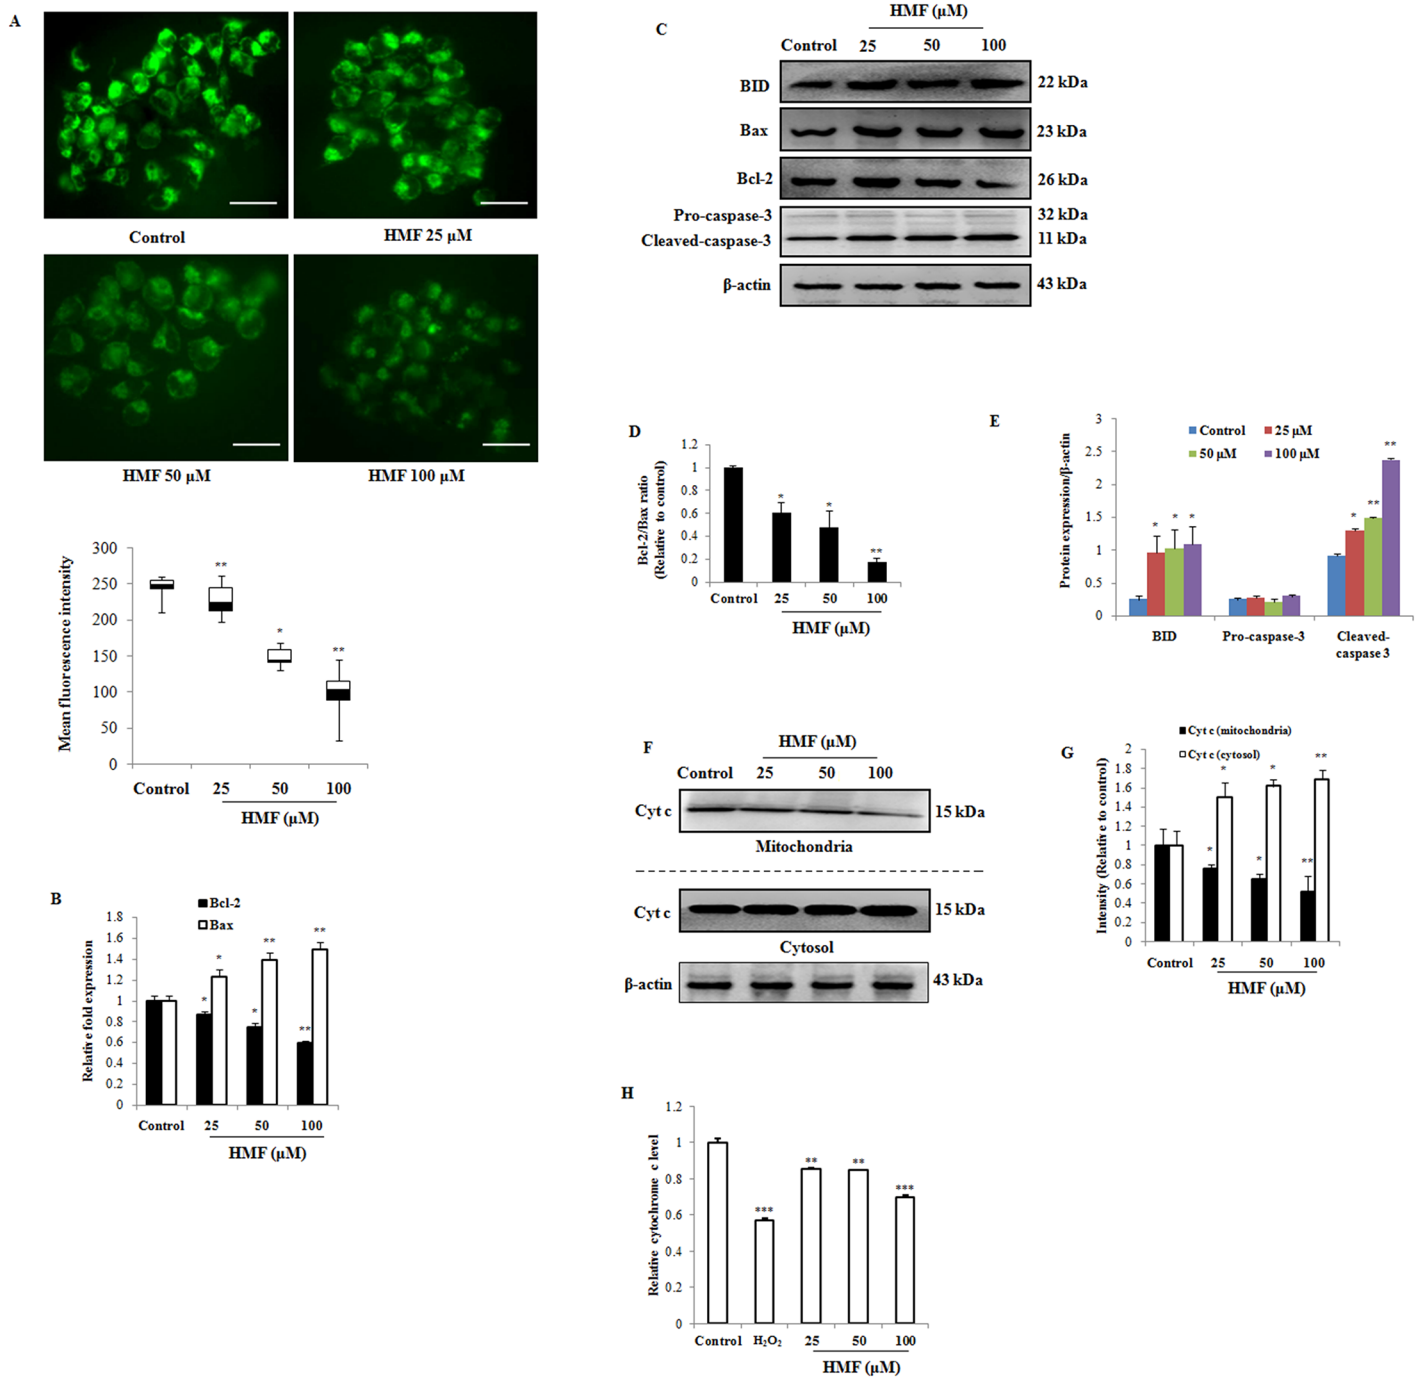 A
Control
HMF 25 µM
HMF 50 µM
HMF 100 µM
Mean fluorescence intensity
300
250
200
150
100
50
0
**
*
**
Control 25 50 100
HMF (µM)
B
Bcl-2
Bax
Relative fold expression
1.8
1.6
1.4
1.2
1
0.8
0.6
0.4
0.2
0
* *
* **
** **
Control 25 50 100
HMF (µM)
C
HMF (µM)
Control 25 50 100
BID 22 kDa
Bax 23 kDa
Bcl-2 26 kDa
Pro-caspase-3 32 kDa
Cleaved-caspase-3 11 kDa
β-actin 43 kDa
D
Bcl-2/Bax ratio
(Relative to control)
1.2
1
0.8
0.6
0.4
0.2
0
*
*
**
Control 25 50 100
HMF (µM)
E
Protein expression/β-actin
3
2.5
2
1.5
1
0.5
0
Control 25 µM
50 µM 100 µM
* * *
* ** **
BID Pro-caspase-3 Cleaved-
caspase 3
F
HMF (µM)
Control 25 50 100
Cyt c 15 kDa
Mitochondria
Cyt c 15 kDa
Cytosol
β-actin 43 kDa
G
Cyt c (mitochondria)
Cyt c (cytosol)
Intensity (Relative to control)
2
1.8
1.6
1.4
1.2
1
0.8
0.6
0.4
0.2
0
* *
* *
** **
Control 25 50 100
HMF (µM)
H
Relative cytochrome c level
1.2
1
0.8
0.6
0.4
0.2
0
***
** **
***
Control H₂O₂ 25 50 100
HMF (µM)